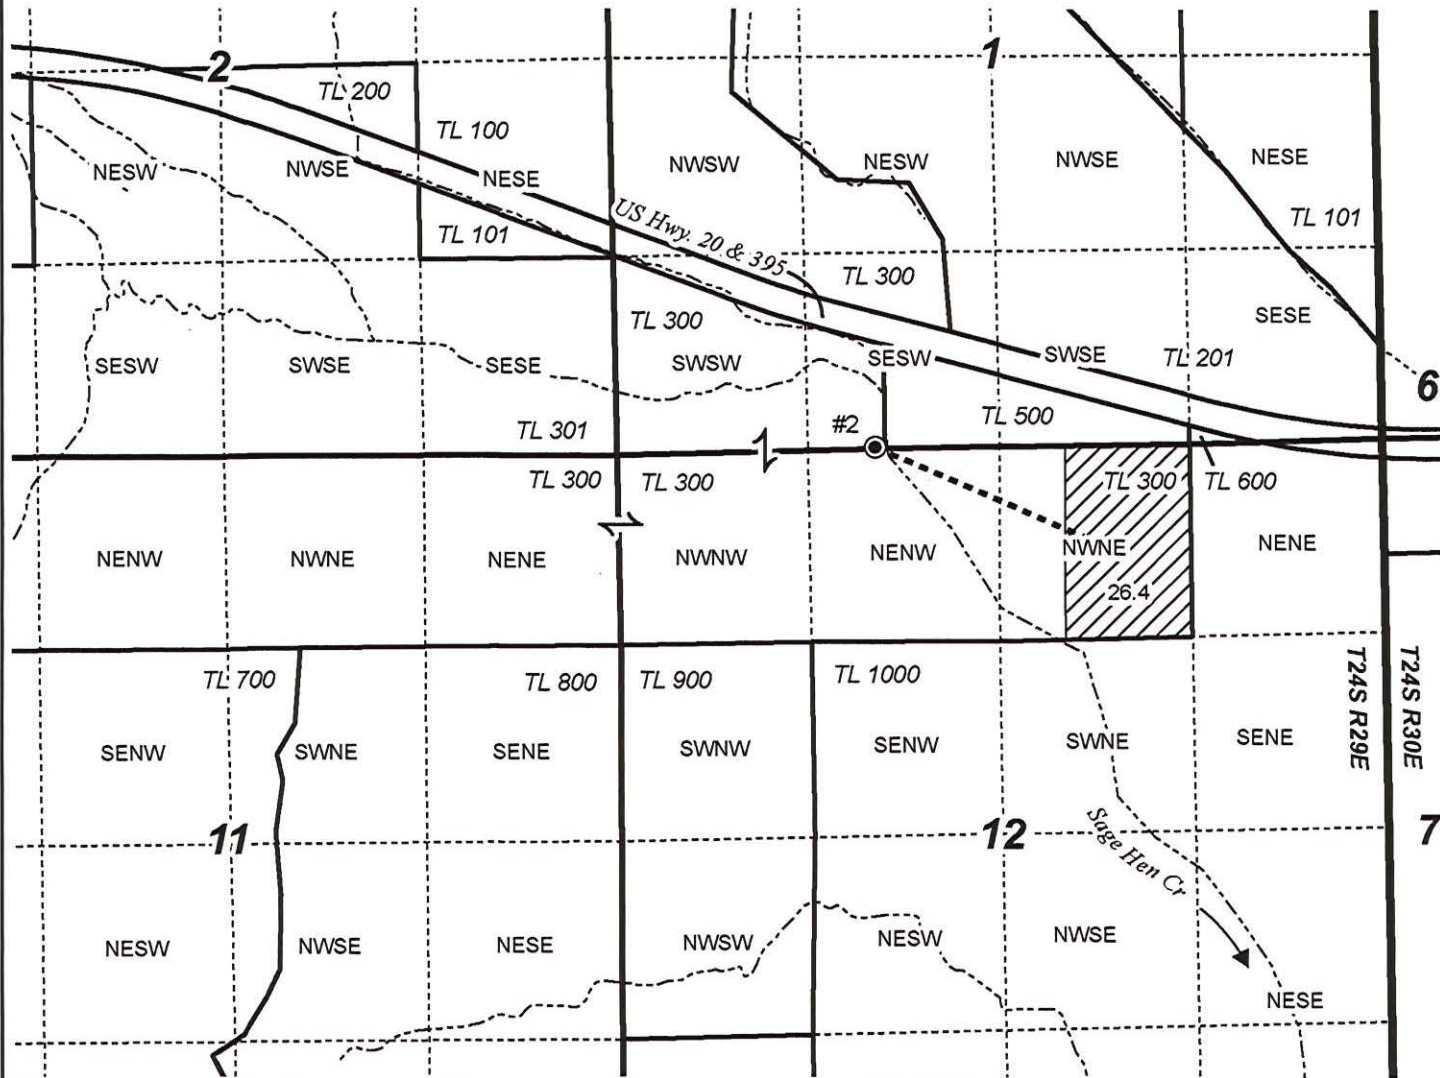 2
1
TL 200
TL 100
NESW
NWSE
NESE
NWSW
NESW
NWSE
NESE
TL 101
US Hwy. 20 & 395
TL 101
TL 300
TL 300
SESE
SESW
SWSE
SESE
SWSW
SESW
SWSE
TL 201
6
TL 301
#2
TL 500
TL 300
TL 300
TL 300
TL 600
NENW
NWNE
NENE
NWNW
NENW
NWNE
NENE
26.4
TL 700
TL 800
TL 900
TL 1000
T24S R29E
T24S R30E
SENW
SWNE
SENE
SWNW
SENW
SWNE
SENE
11
12
7
Sage Hen Cr
NESW
NWSE
NESE
NWSW
NESW
NWSE
NESE